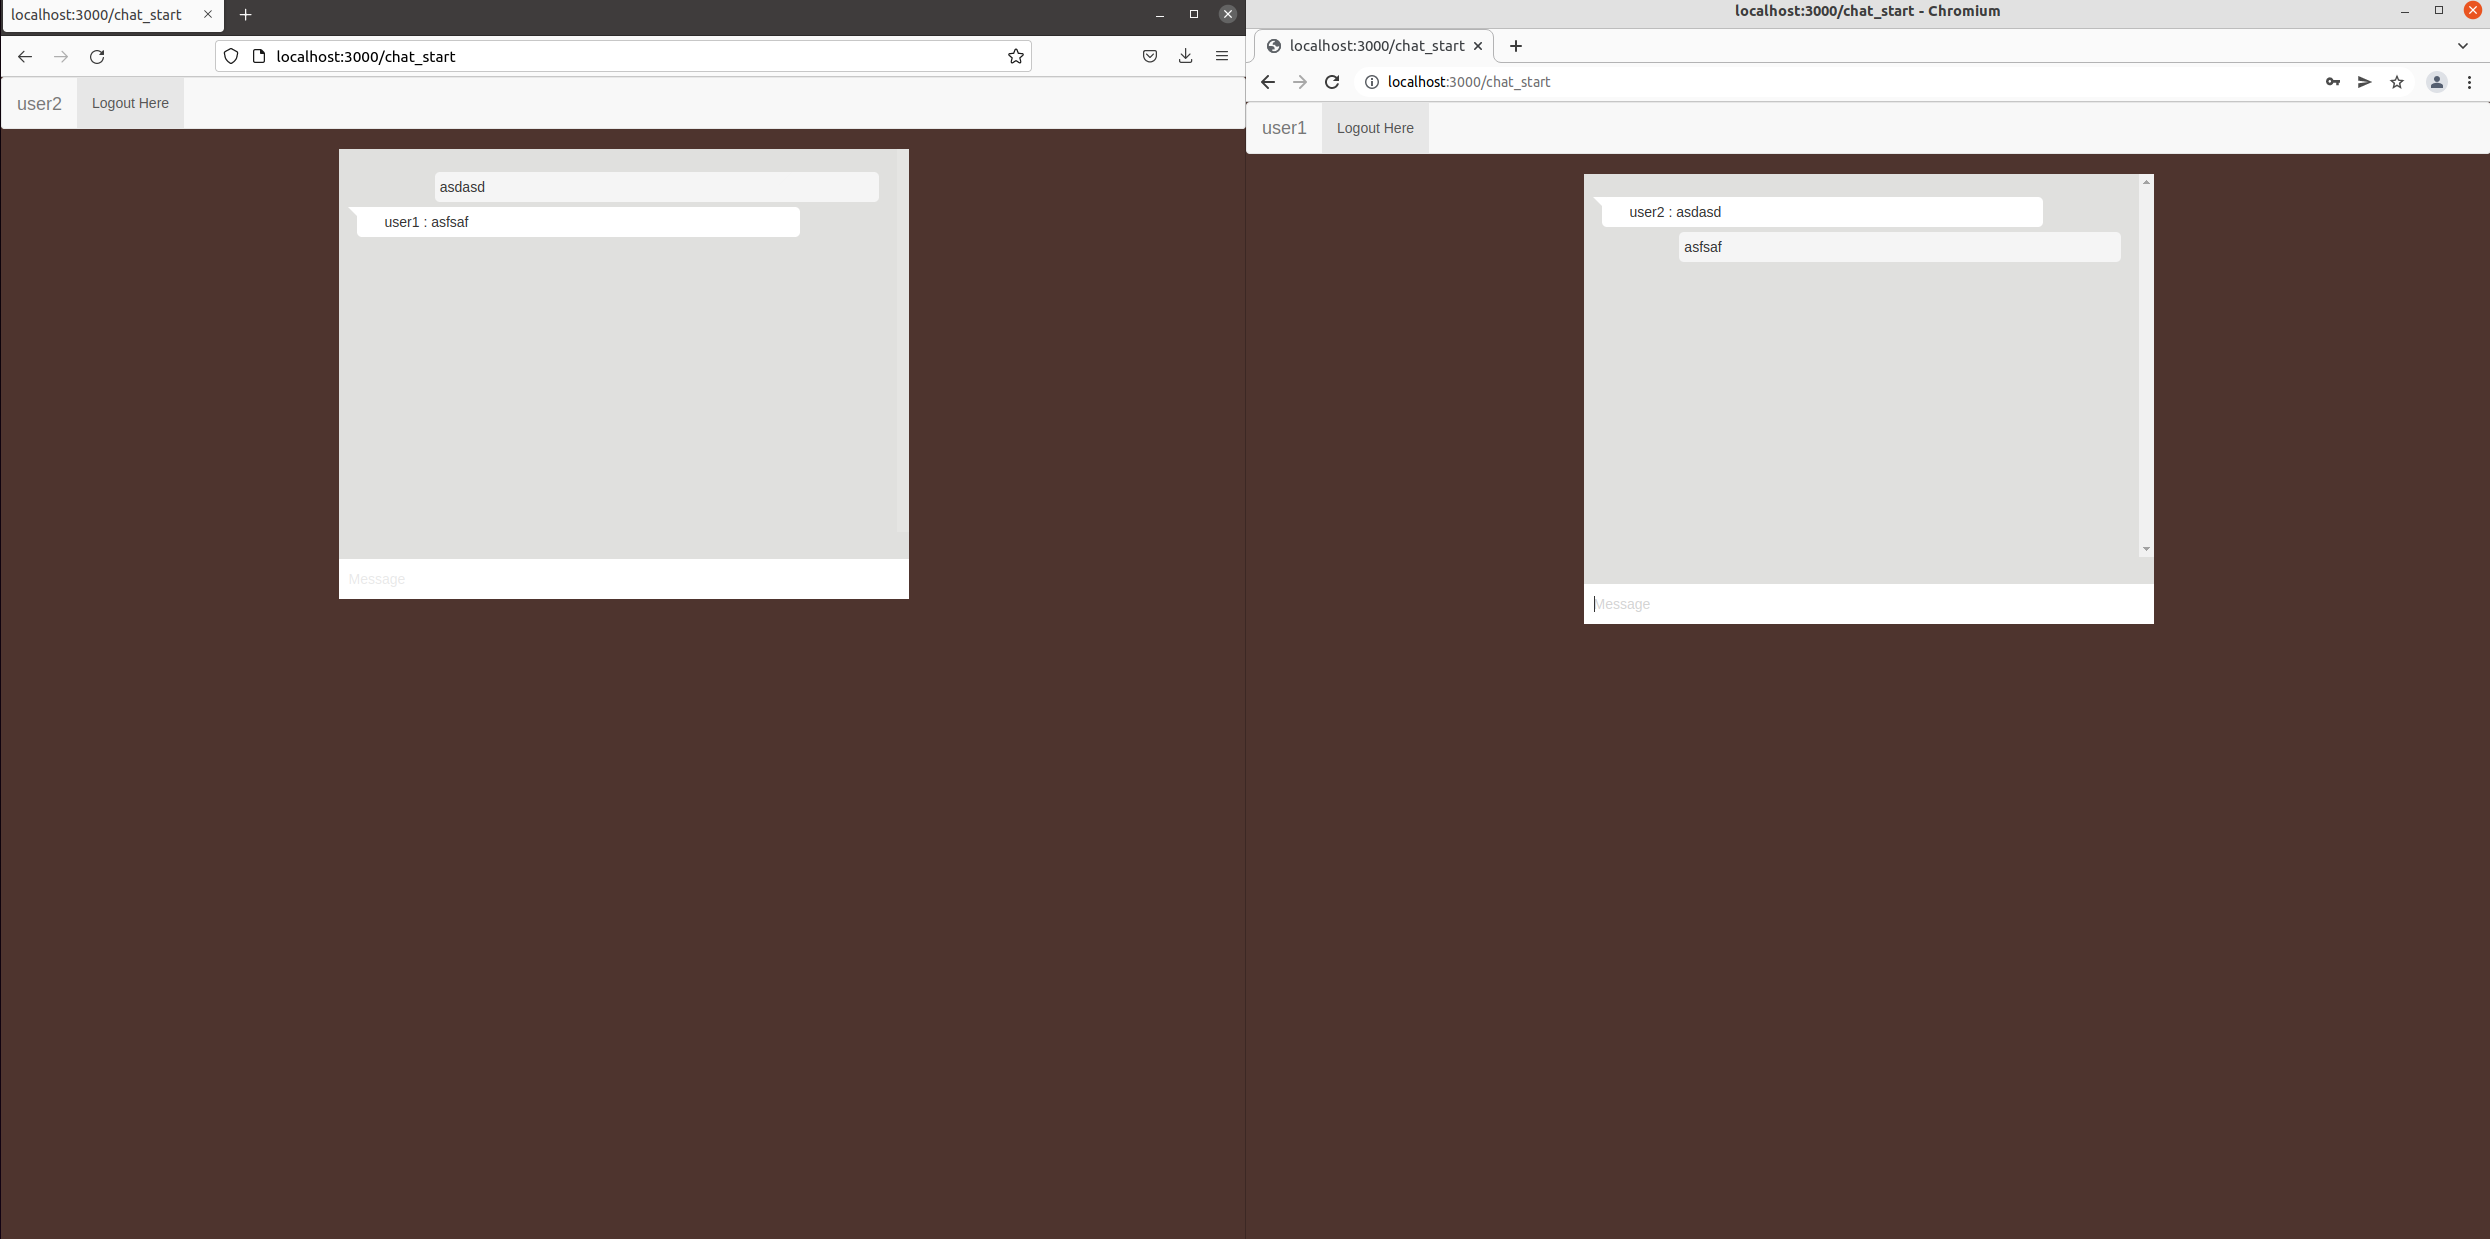 localhost:3000/chat_start
localhost:3000/chat_start
user2
Logout Here
asdasd
user1 : asfsaf
Message
localhost:3000/chat_start - Chromium
localhost:3000/chat_start
localhost:3000/chat_start
user1
Logout Here
user2 : asdasd
asfsaf
Message